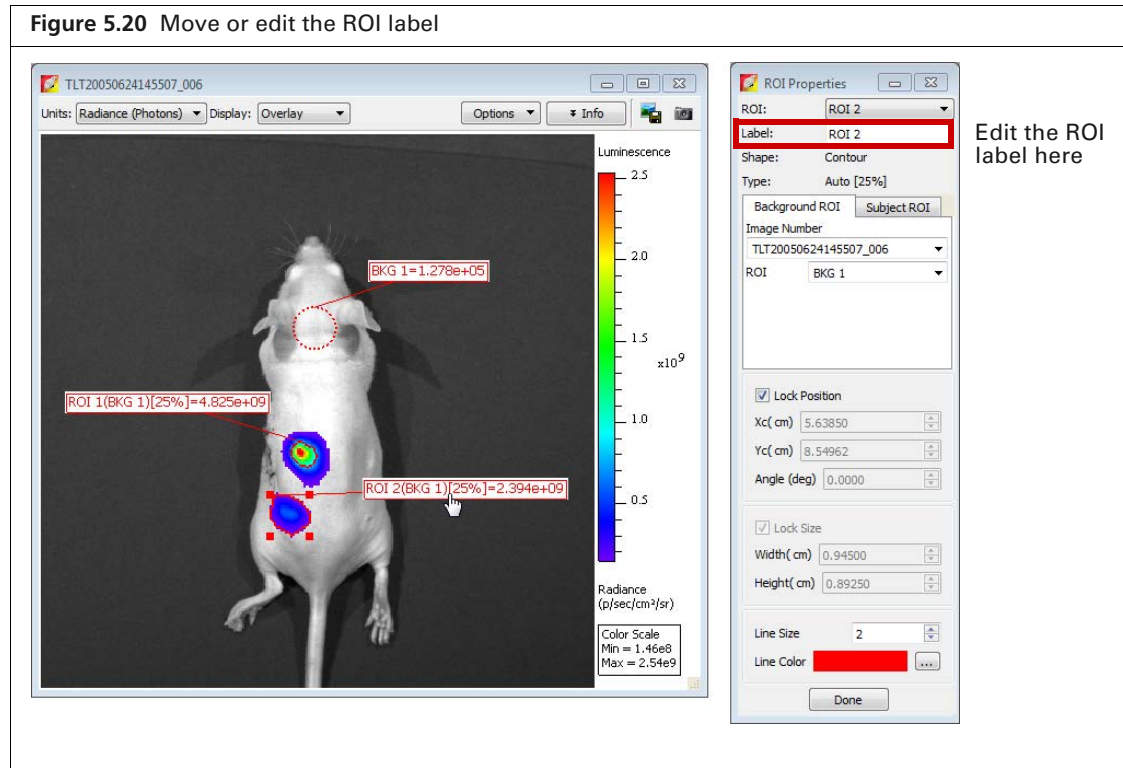 Figure 5.20 Move or edit the ROI label
TLT20050624145507_006
Units: Radiance (Photons) Display: Overlay Options Info
Luminescence
2.5
2.0
1.5
x10⁹
1.0
0.5
BKG 1=1.278e+05
ROI 1(BKG 1)[25%]=4.825e+09
ROI 2(BKG 1)[25%]=2.394e+09
Radiance
(p/sec/cm²/sr)
Color Scale
Min = 1.46e8
Max = 2.54e9
ROI Properties
ROI: ROI 2
Label: ROI 2
Shape: Contour
Type: Auto [25%]
Background ROI Subject ROI
Image Number
TLT20050624145507_006
ROI BKG 1
Lock Position
Xc( cm) 5.63850
Yc( cm) 8.54962
Angle (deg) 0.0000
Lock Size
Width( cm) 0.94500
Height( cm) 0.89250
Line Size 2
Line Color ...
Done
Edit the ROI
label here